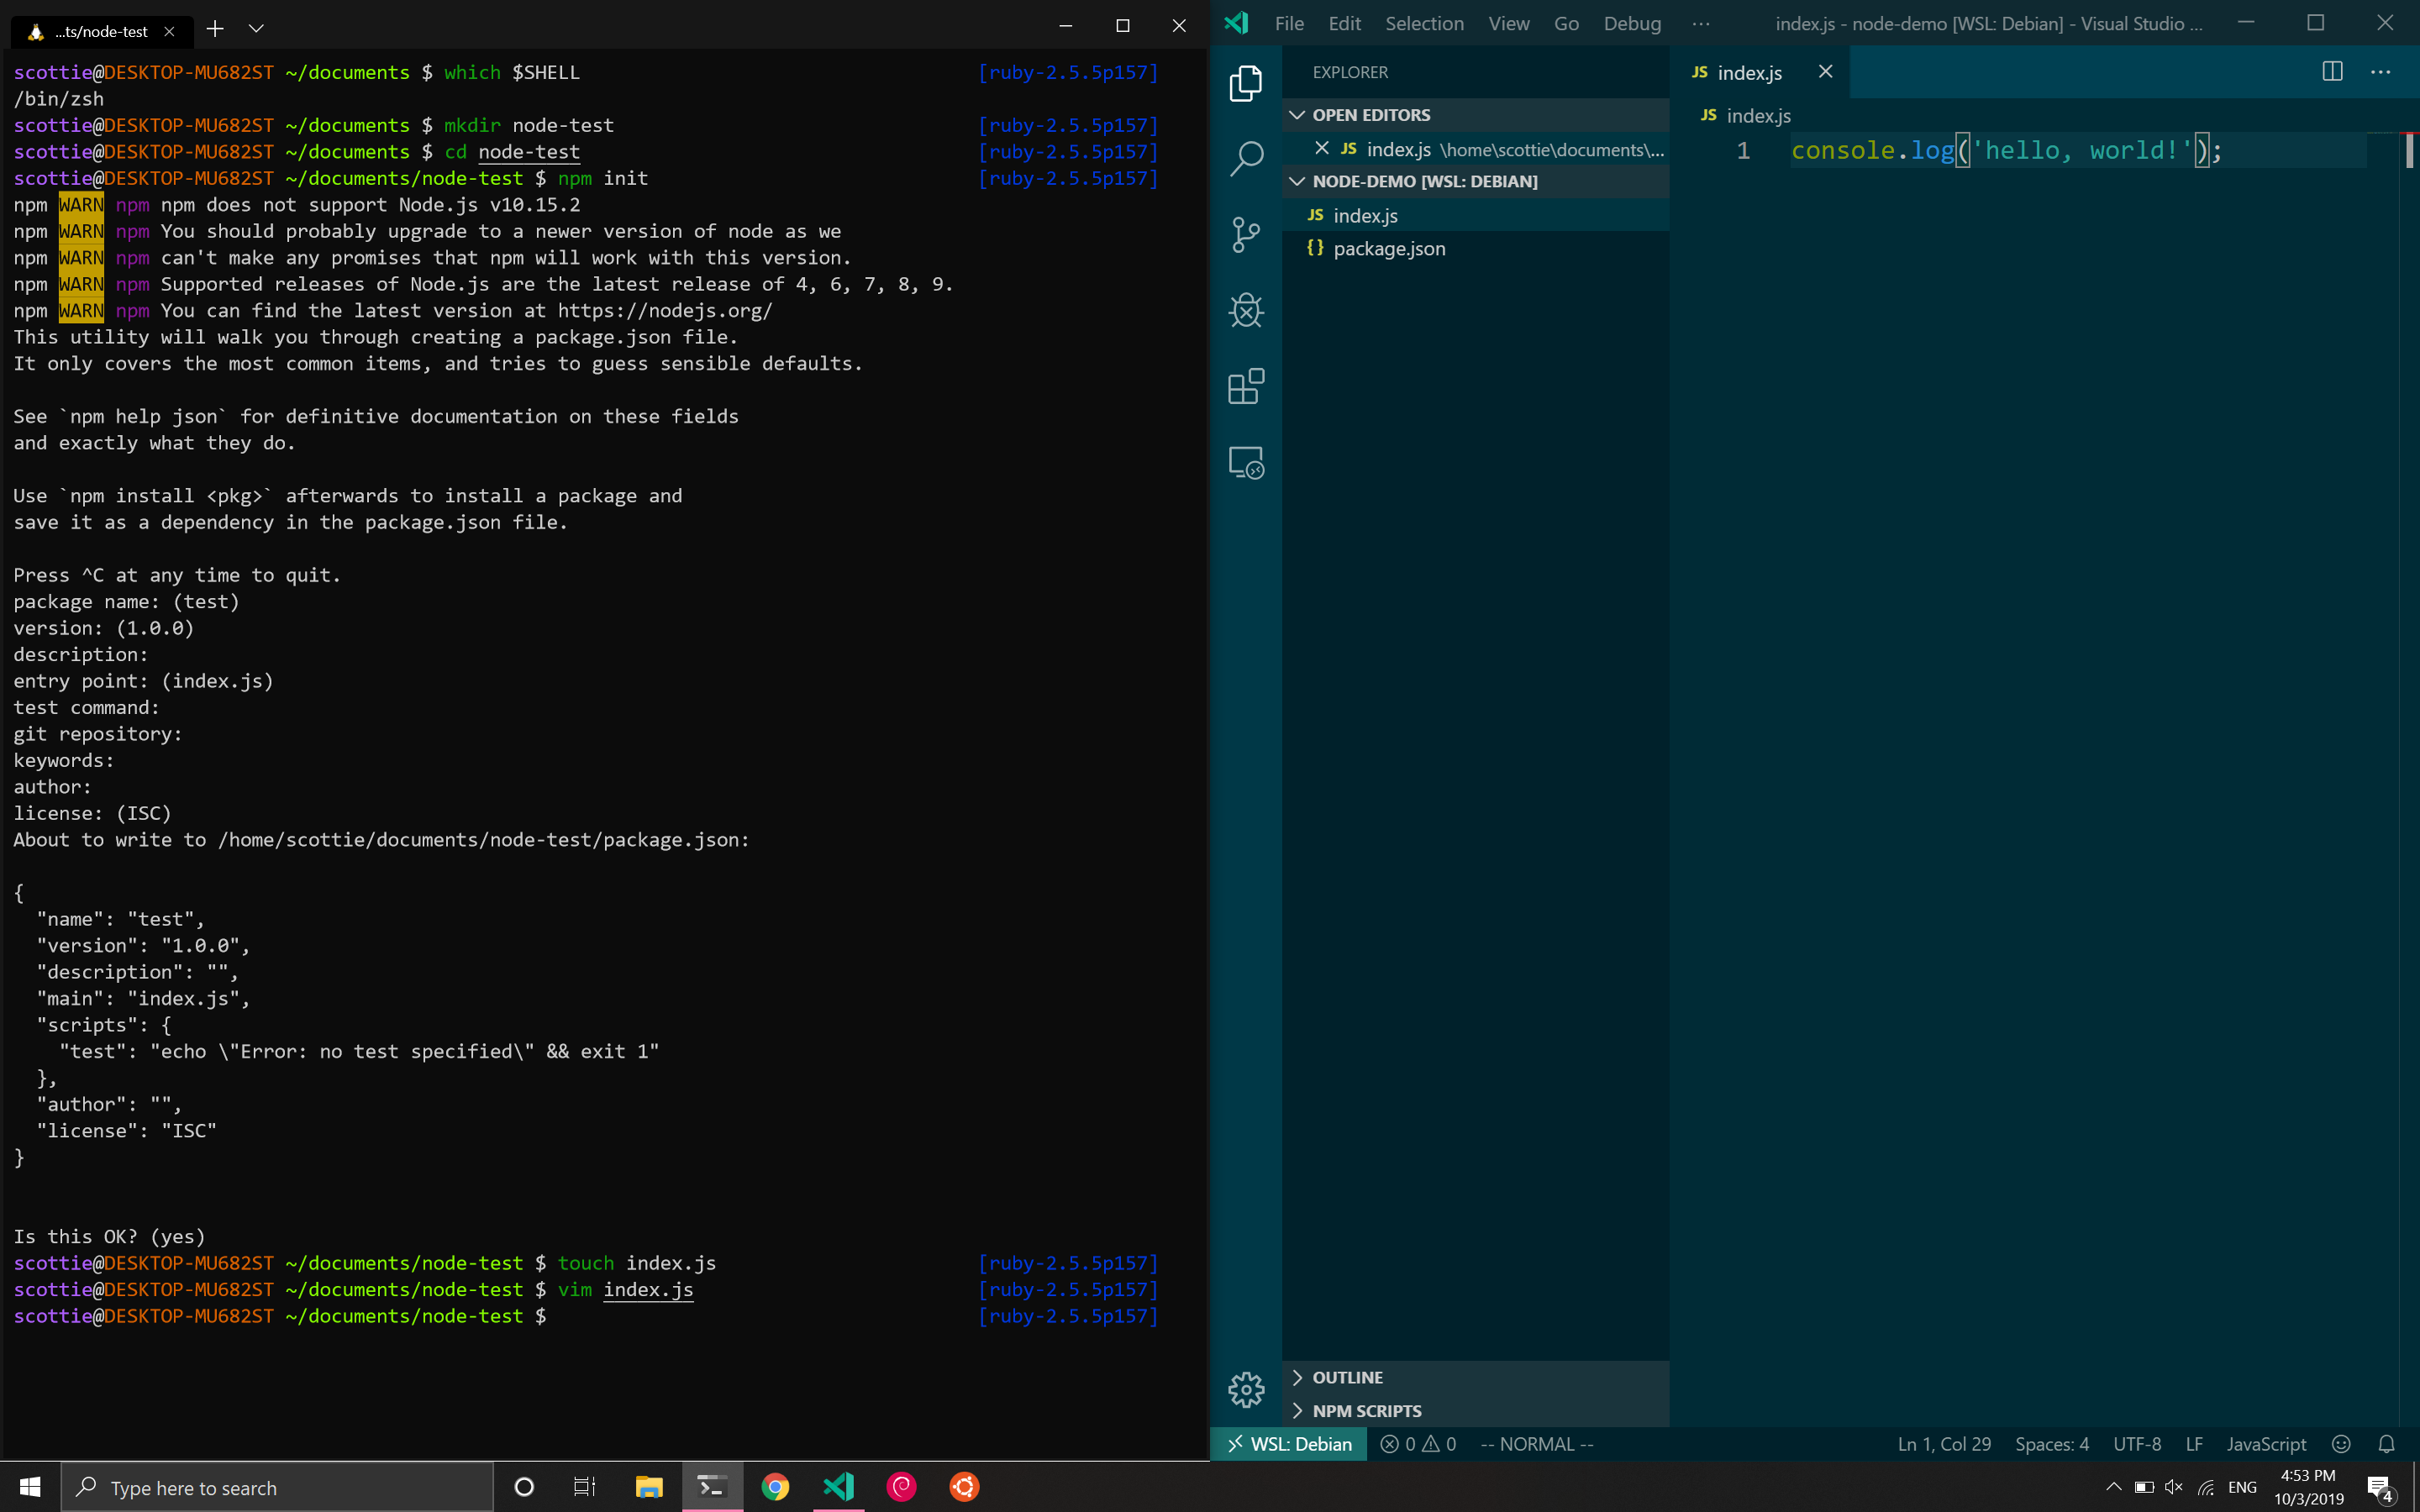 ...ts/node-test
scottie@DESKTOP-MU682ST ~/documents $ which $SHELL [ruby-2.5.5p157]
/bin/zsh
scottie@DESKTOP-MU682ST ~/documents $ mkdir node-test [ruby-2.5.5p157]
scottie@DESKTOP-MU682ST ~/documents $ cd node-test [ruby-2.5.5p157]
scottie@DESKTOP-MU682ST ~/documents/node-test $ npm init [ruby-2.5.5p157]
npm WARN npm npm does not support Node.js v10.15.2
npm WARN npm You should probably upgrade to a newer version of node as we
npm WARN npm can't make any promises that npm will work with this version.
npm WARN npm Supported releases of Node.js are the latest release of 4, 6, 7, 8, 9.
npm WARN npm You can find the latest version at https://nodejs.org/
This utility will walk you through creating a package.json file.
It only covers the most common items, and tries to guess sensible defaults.
See `npm help json` for definitive documentation on these fields
and exactly what they do.
Use `npm install <pkg>` afterwards to install a package and
save it as a dependency in the package.json file.
Press ^C at any time to quit.
package name: (test)
version: (1.0.0)
description:
entry point: (index.js)
test command:
git repository:
keywords:
author:
license: (ISC)
About to write to /home/scottie/documents/node-test/package.json:
{
  "name": "test",
  "version": "1.0.0",
  "description": "",
  "main": "index.js",
  "scripts": {
    "test": "echo \"Error: no test specified\" && exit 1"
  },
  "author": "",
  "license": "ISC"
}
Is this OK? (yes)
scottie@DESKTOP-MU682ST ~/documents/node-test $ touch index.js [ruby-2.5.5p157]
scottie@DESKTOP-MU682ST ~/documents/node-test $ vim index.js [ruby-2.5.5p157]
scottie@DESKTOP-MU682ST ~/documents/node-test $ [ruby-2.5.5p157]
File Edit Selection View Go Debug ... index.js - node-demo [WSL: Debian] - Visual Studio ...
EXPLORER
OPEN EDITORS
JS index.js \home\scottie\documents\...
NODE-DEMO [WSL: DEBIAN]
JS index.js
{} package.json
OUTLINE
NPM SCRIPTS
JS index.js
JS index.js
1 console.log('hello, world!');
WSL: Debian 0 0 -- NORMAL -- Ln 1, Col 29 Spaces: 4 UTF-8 LF JavaScript
Type here to search
ENG
4:53 PM
10/3/2019
4